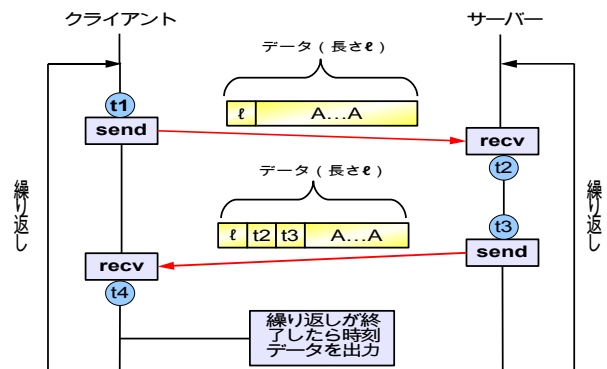 クライアント
サーバー
データ ( 長さℓ )
t1
ℓ A…A
send
recv
t2
データ ( 長さℓ )
繰り返し
繰り返し
t3
ℓ t2 t3 A…A
send
recv
t4
繰り返しが終
了したら時刻
データを出力